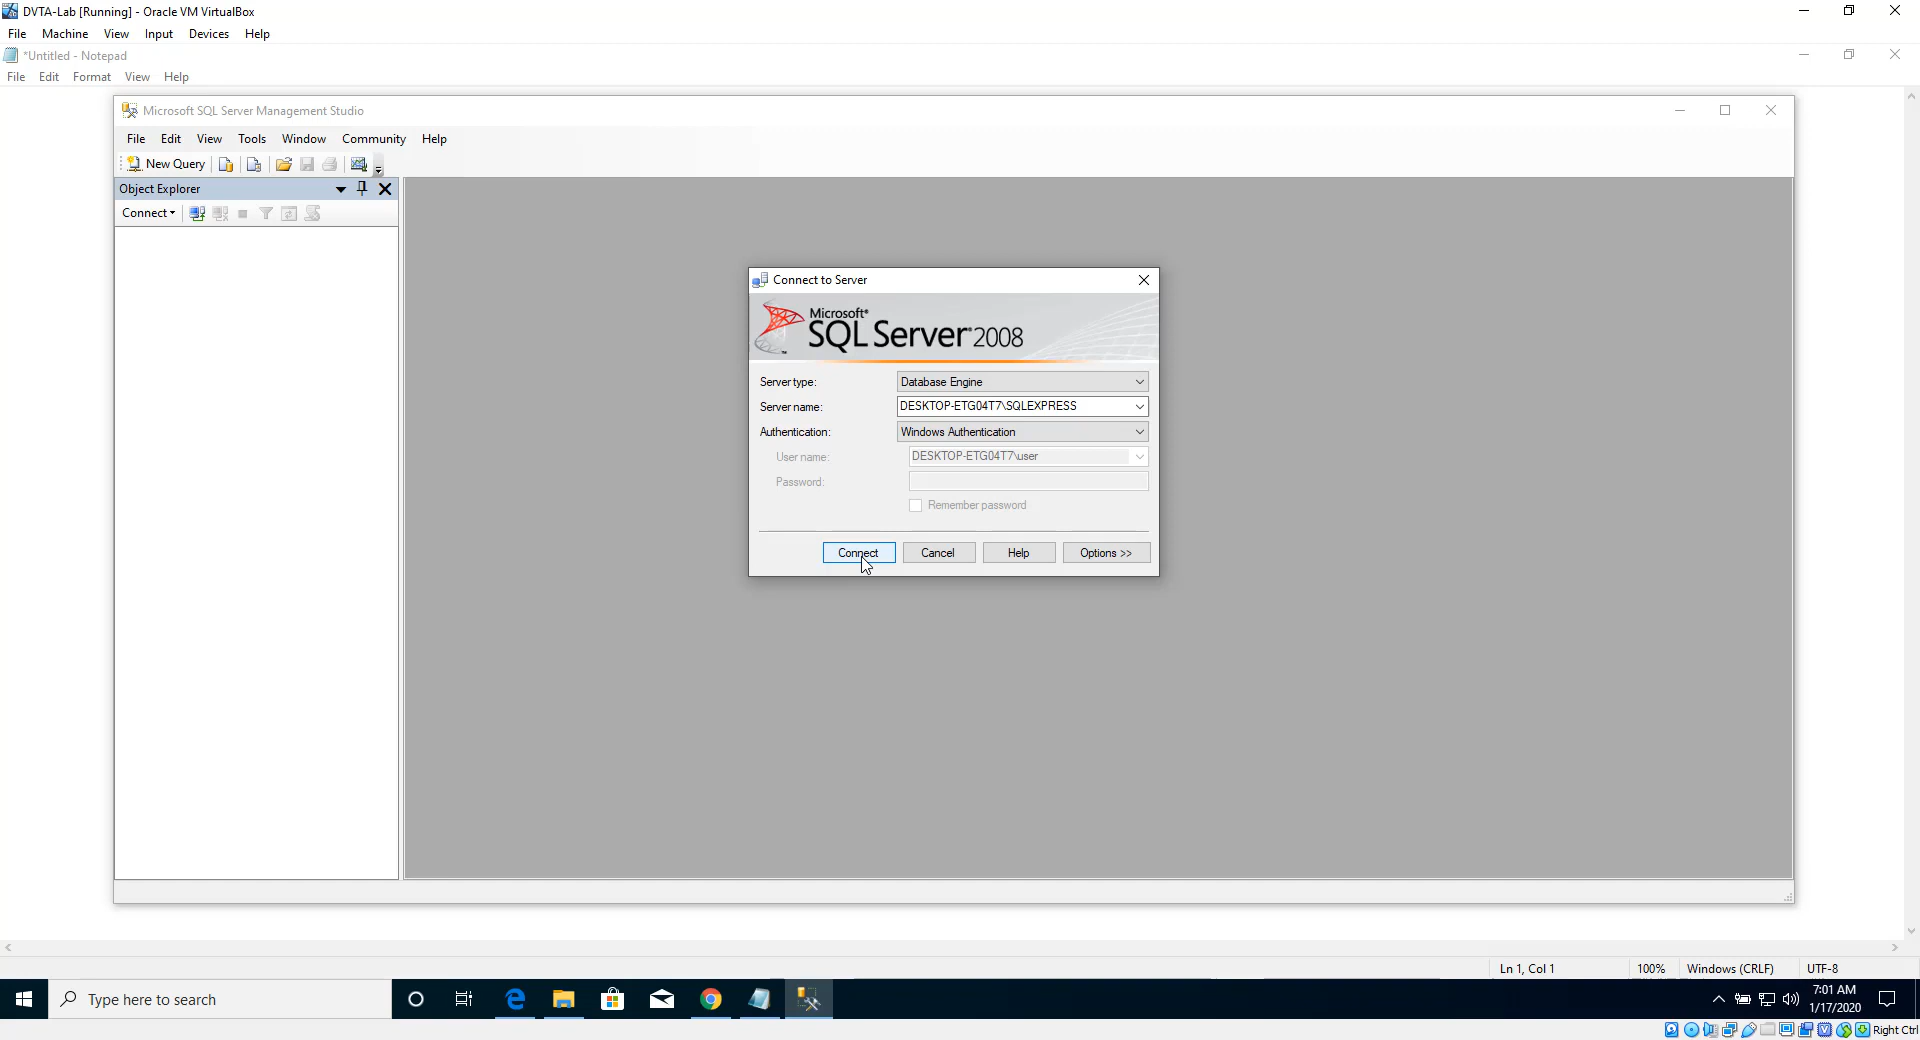 DVTA-Lab [Running] - Oracle VM VirtualBox
File Machine View Input Devices Help
*Untitled - Notepad
File Edit Format View Help
Microsoft SQL Server Management Studio
File Edit View Tools Window Community Help
New Query
Object Explorer
Connect
Connect to Server
Microsoft®
SQL Server® 2008
Server type: Database Engine
Server name: DESKTOP-ETG04T7\SQLEXPRESS
Authentication: Windows Authentication
User name: DESKTOP-ETG04T7\user
Password:
Remember password
Connect Cancel Help Options >>
Ln 1, Col 1 100% Windows (CRLF) UTF-8
Type here to search
7:01 AM
1/17/2020
Right Ctrl